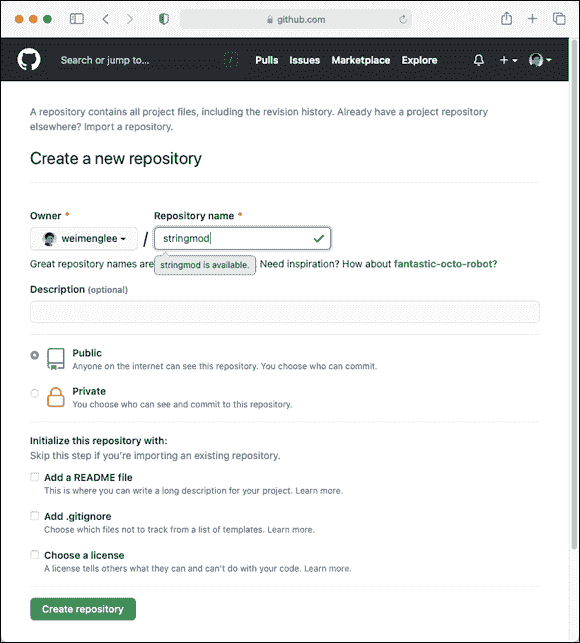 github.com
Search or jump to...
/
Pulls Issues Marketplace Explore
A repository contains all project files, including the revision history. Already have a project repository
elsewhere? Import a repository.
Create a new repository
Owner * Repository name *
weimenglee / stringmod
Great repository names are stringmod is available. Need inspiration? How about fantastic-octo-robot?
Description (optional)
Public
Anyone on the internet can see this repository. You choose who can commit.
Private
You choose who can see and commit to this repository.
Initialize this repository with:
Skip this step if you're importing an existing repository.
Add a README file
This is where you can write a long description for your project. Learn more.
Add .gitignore
Choose which files not to track from a list of templates. Learn more.
Choose a license
A license tells others what they can and can't do with your code. Learn more.
Create repository